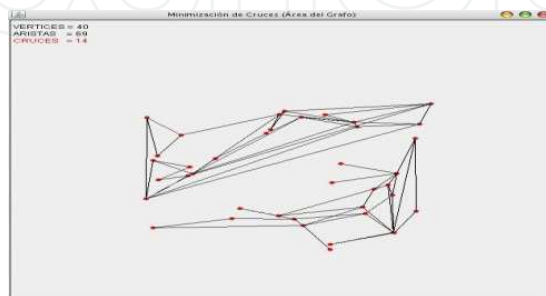 Minimización de Cruces (Área del Grafo)
VERTICES = 40
ARISTAS = 69
CRUCES = 14